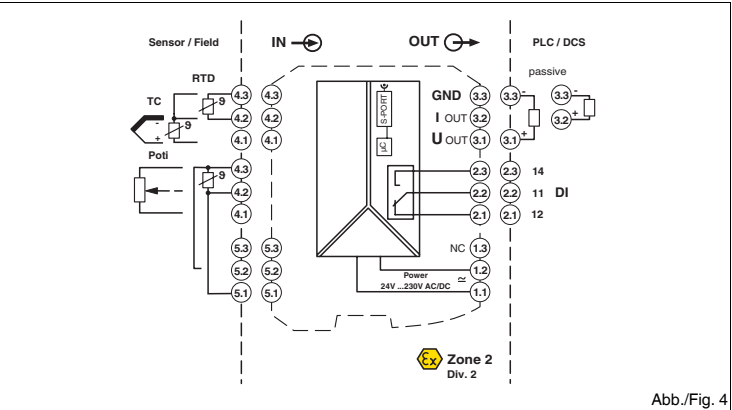 Sensor / Field
IN
OUT
PLC / DCS
RTD
passive
TC
ϑ
4.3
4.3
S-PORT
GND
3.3
3.3
-
3.3
-
-
+
ϑ
4.2
4.2
I OUT
3.2
3.2
+
4.1
4.1
µC
U OUT
3.1
3.1
+
Poti
4.3
ϑ
2.3
2.3
14
4.2
2.2
2.2
11
DI
4.1
2.1
2.1
12
5.3
5.3
NC
1.3
5.2
5.2
Power
≃
1.2
5.1
5.1
24V ...230V AC/DC
1.1
Ex
Zone 2
Div. 2
Abb./Fig. 4